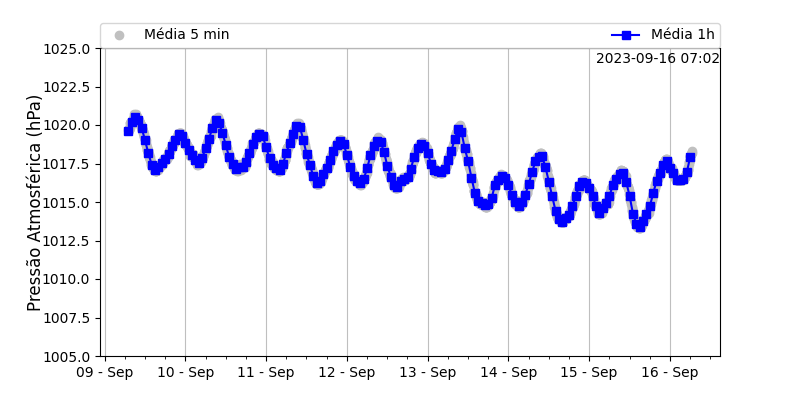 Média 5 min
Média 1h
2023-09-16 07:02
Pressão Atmosférica (hPa)
1025.0
1022.5
1020.0
1017.5
1015.0
1012.5
1010.0
1007.5
1005.0
09 - Sep
10 - Sep
11 - Sep
12 - Sep
13 - Sep
14 - Sep
15 - Sep
16 - Sep